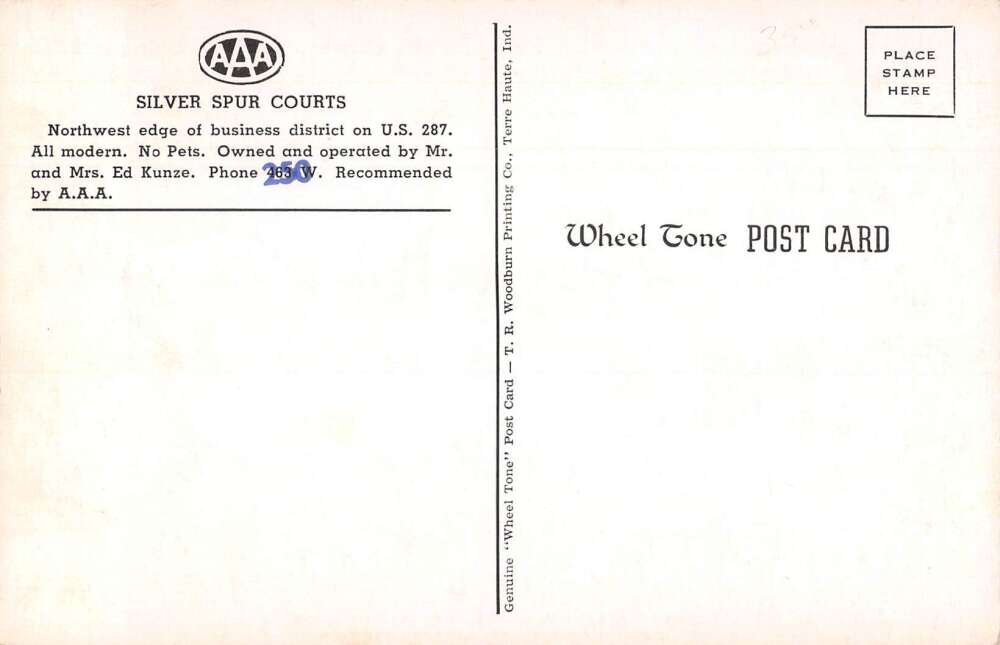 AAA
SILVER SPUR COURTS
Northwest edge of business district on U.S. 287.
All modern. No Pets. Owned and operated by Mr.
and Mrs. Ed Kunze. Phone 463 W. Recommended
250
by A.A.A.
Genuine "Wheel Tone" Post Card — T. R. Woodburn Printing Co., Terre Haute, Ind.
PLACE
STAMP
HERE
Wheel Tone POST CARD